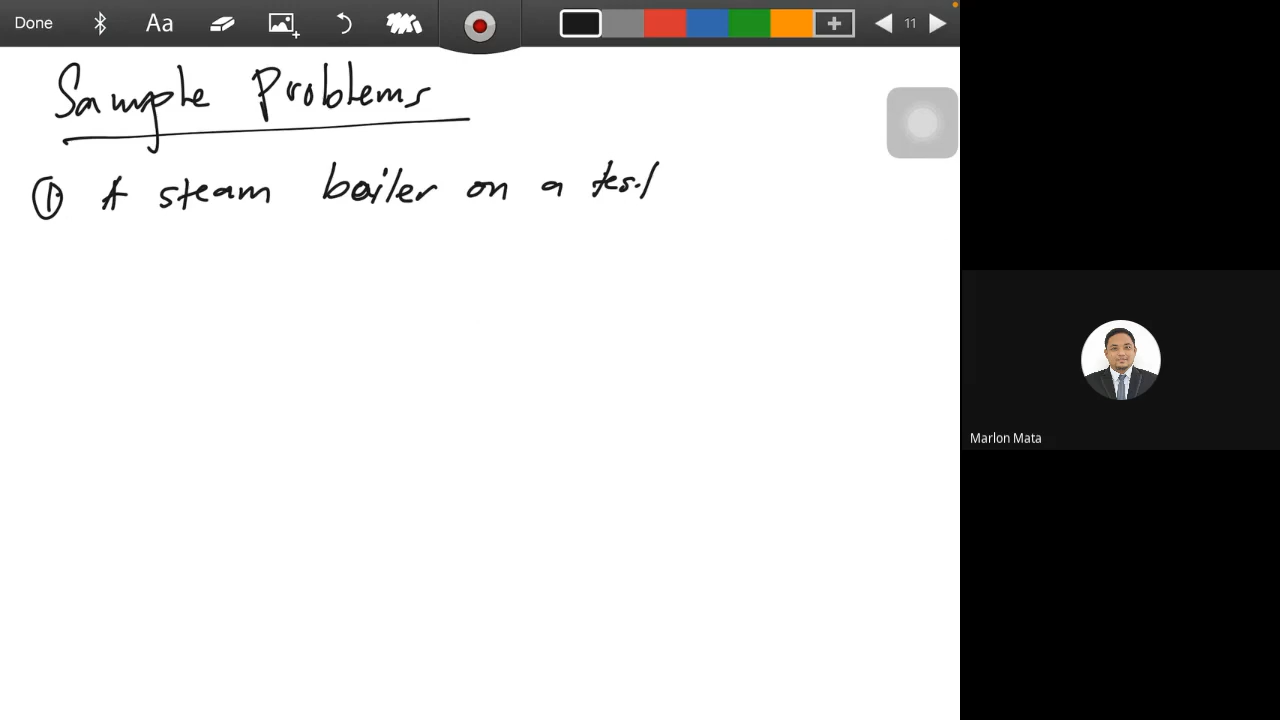 Done
Aa
11
Sample Problems
① A steam boiler on a test
Marlon Mata